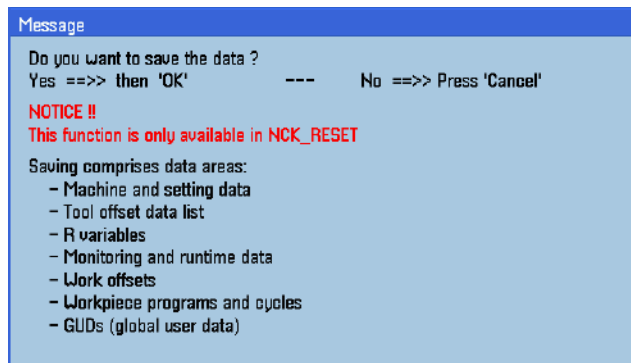 Message
Do you want to save the data ?
Yes ==>> then 'OK' --- No ==>> Press 'Cancel'
NOTICE !!
This function is only available in NCK_RESET
Saving comprises data areas:
- Machine and setting data
- Tool offset data list
- R variables
- Monitoring and runtime data
- Work offsets
- Workpiece programs and cycles
- GUDs (global user data)